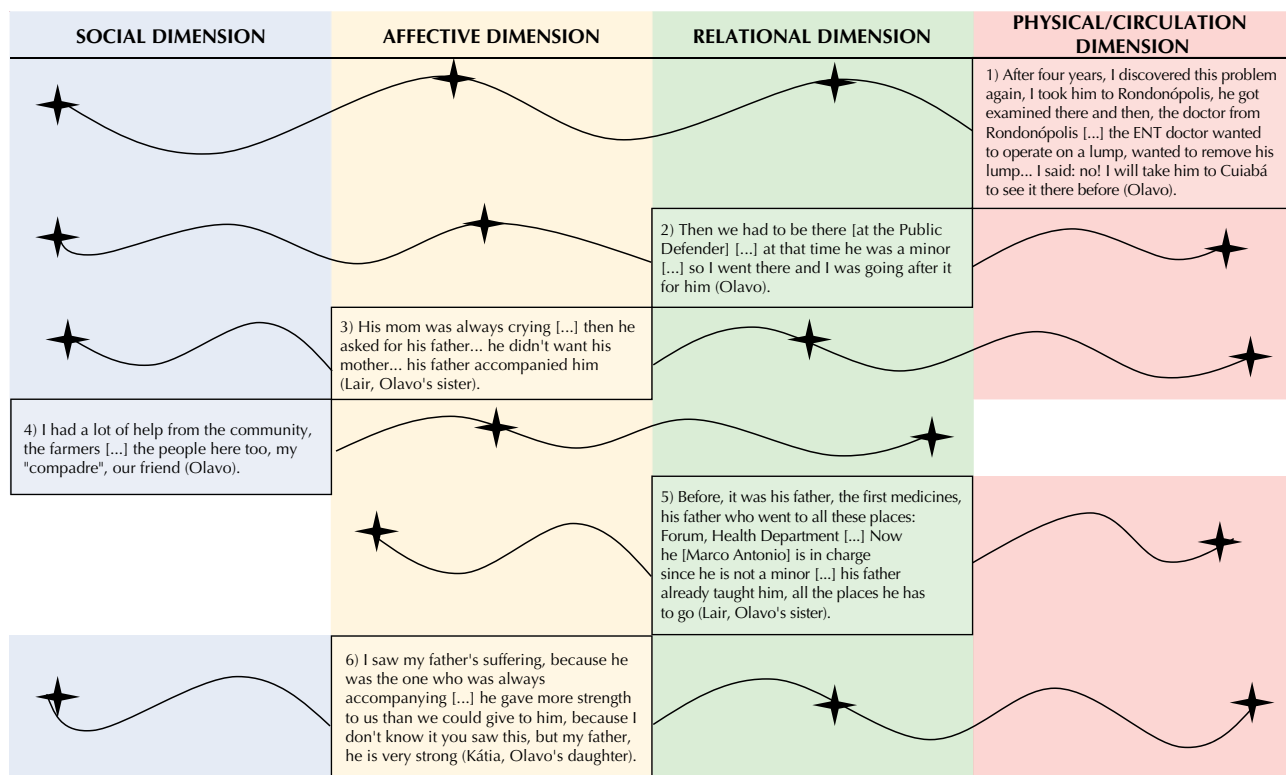 SOCIAL DIMENSION
AFFECTIVE DIMENSION
RELATIONAL DIMENSION
PHYSICAL/CIRCULATION
DIMENSION
1) After four years, I discovered this problem
again, I took him to Rondonópolis, he got
examined there and then, the doctor from
Rondonópolis [...] the ENT doctor wanted
to operate on a lump, wanted to remove his
lump... I said: no! I will take him to Cuiabá
to see it there before (Olavo).
2) Then we had to be there [at the Public
Defender] [...] at that time he was a minor
[...] so I went there and I was going after it
for him (Olavo).
3) His mom was always crying [...] then he
asked for his father... he didn't want his
mother... his father accompanied him
(Lair, Olavo's sister).
4) I had a lot of help from the community,
the farmers [...] the people here too, my
"compadre", our friend (Olavo).
5) Before, it was his father, the first medicines,
his father who went to all these places:
Forum, Health Department [...] Now
he [Marco Antonio] is in charge
since he is not a minor [...] his father
already taught him, all the places he has
to go (Lair, Olavo's sister).
6) I saw my father's suffering, because he
was the one who was always
accompanying [...] he gave more strength
to us than we could give to him, because I
don't know it you saw this, but my father,
he is very strong (Kátia, Olavo's daughter).